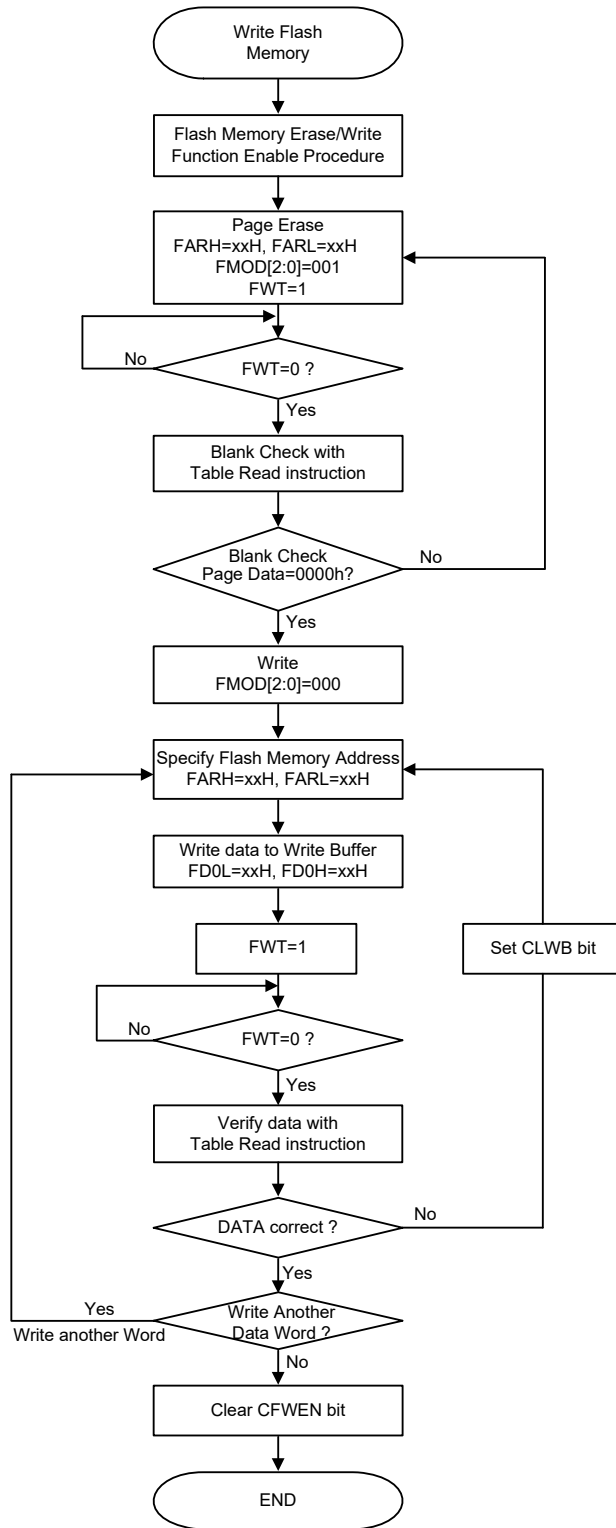 Write Flash
Memory
Flash Memory Erase/Write
Function Enable Procedure
Page Erase
FARH=xxH, FARL=xxH
FMOD[2:0]=001
FWT=1
No
FWT=0 ?
Yes
Blank Check with
Table Read instruction
Blank Check
Page Data=0000h?
No
Yes
Write
FMOD[2:0]=000
Specify Flash Memory Address
FARH=xxH, FARL=xxH
Write data to Write Buffer
FD0L=xxH, FD0H=xxH
FWT=1
Set CLWB bit
No
FWT=0 ?
Yes
Verify data with
Table Read instruction
DATA correct ?
No
Yes
Yes
Write another Word
Write Another
Data Word ?
No
Clear CFWEN bit
END